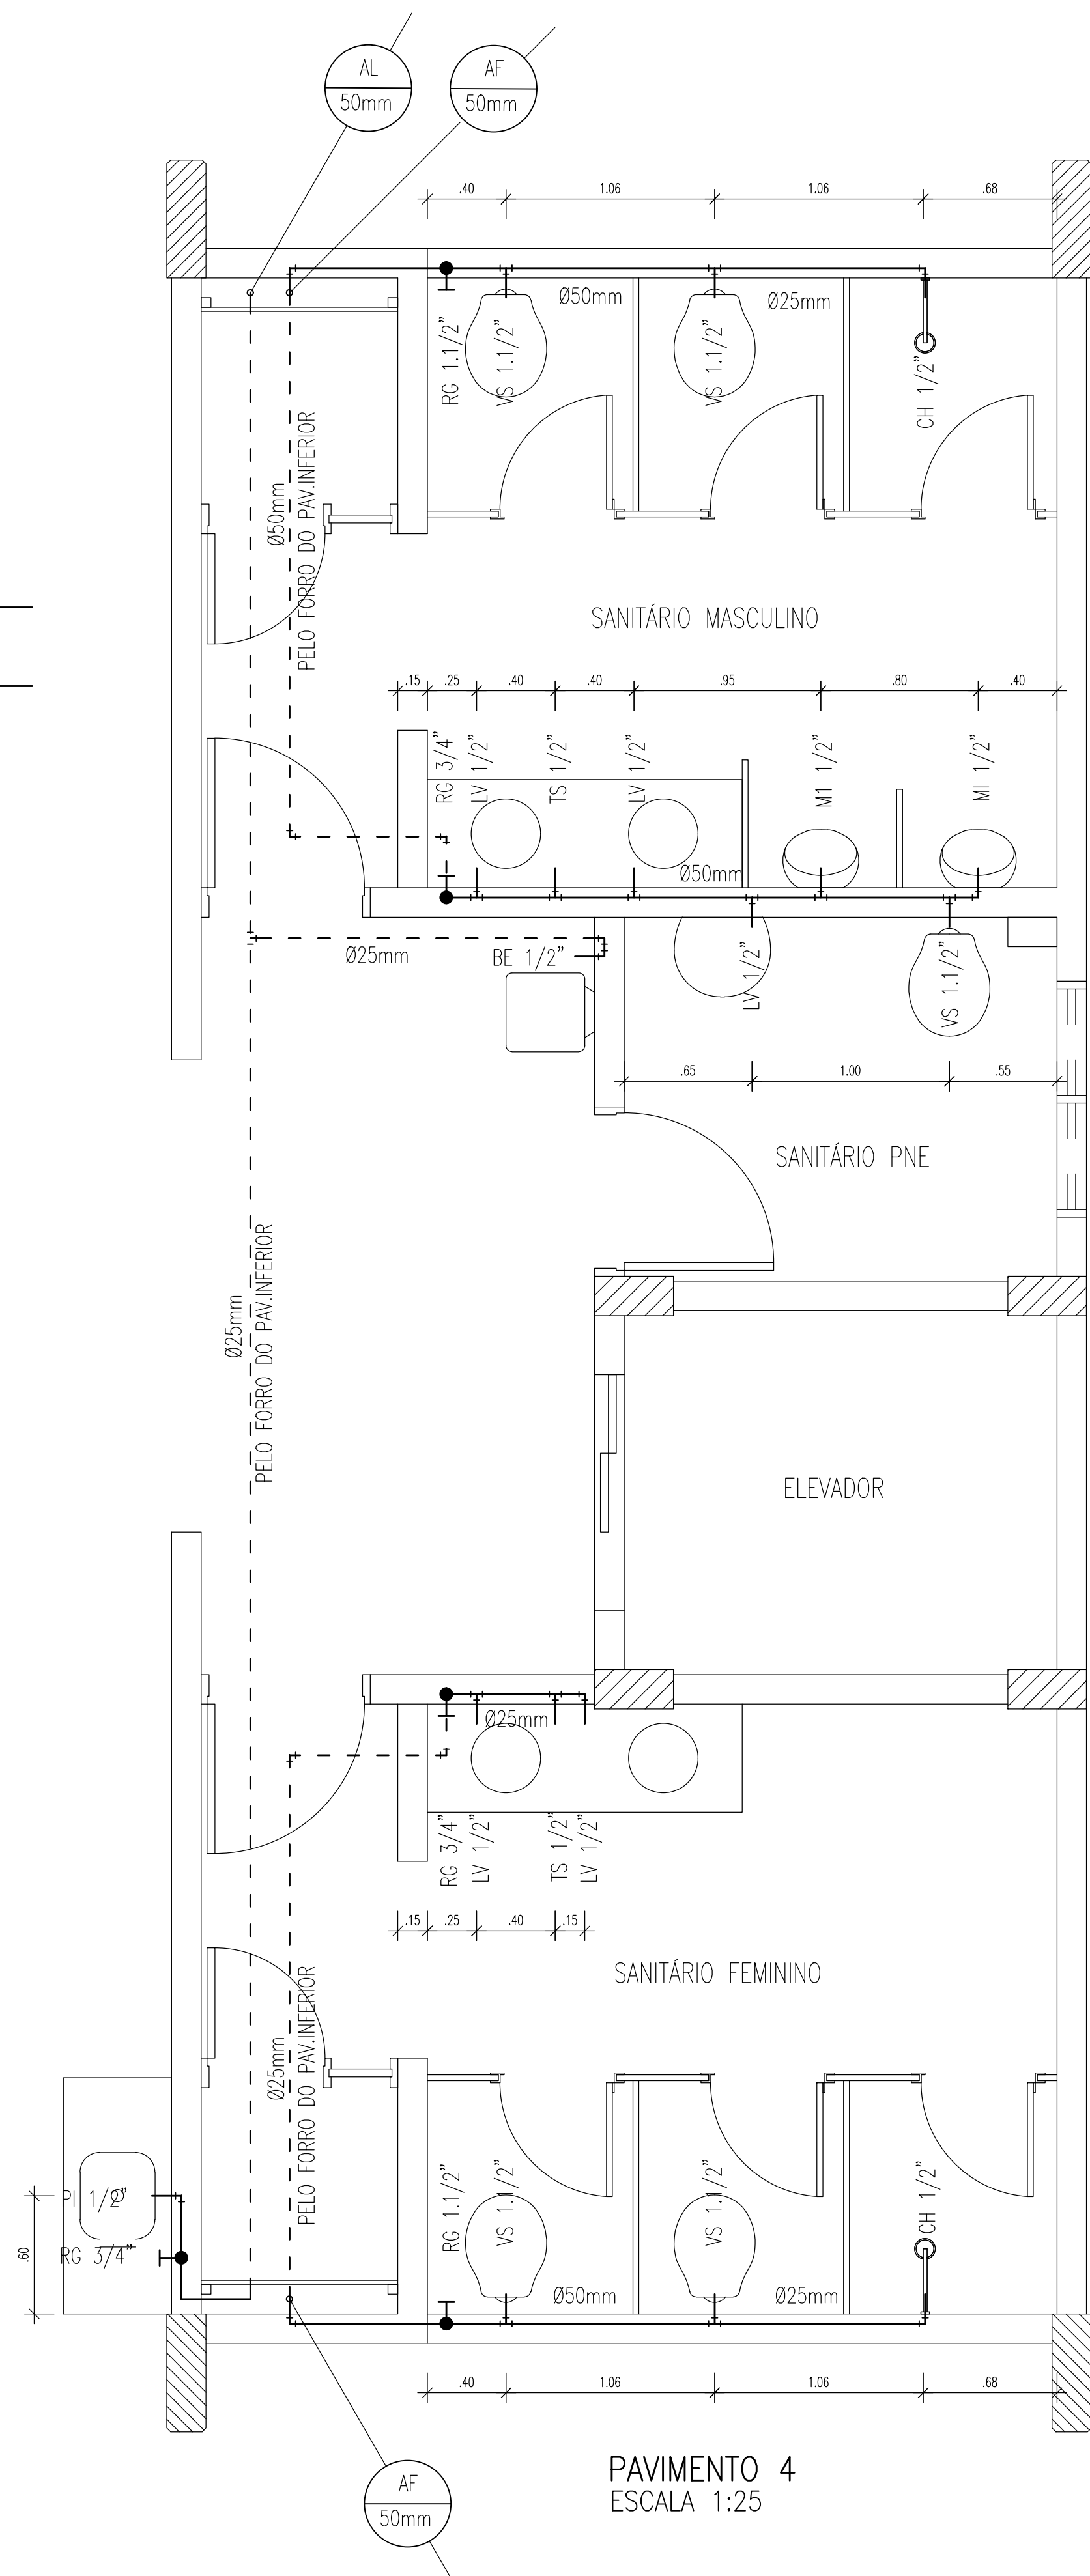 AL
50mm
AF
50mm
.40
1.06
1.06
.68
Ø50mm
Ø25mm
RG 1.1/2”
VS 1.1/2”
VS 1.1/2”
CH 1/2”
Ø50mm
PELO FORRO DO PAV.INFERIOR
SANITÁRIO MASCULINO
.15
.25
.40
.40
.95
.80
.40
RG 3/4”
LV 1/2”
TS 1/2”
LV 1/2”
M1 1/2”
MI 1/2”
Ø50mm
Ø25mm
BE 1/2”
LV 1/2”
VS 1.1/2”
.65
1.00
.55
SANITÁRIO PNE
Ø25mm
PELO FORRO DO PAV.INFERIOR
ELEVADOR
Ø25mm
RG 3/4”
LV 1/2”
TS 1/2”
LV 1/2”
.15
.25
.40
.15
SANITÁRIO FEMININO
Ø25mm
PELO FORRO DO PAV.INFERIOR
PI 1/2”
RG 3/4”
.60
RG 1.1/2”
VS 1.1/2”
VS 1.1/2”
CH 1/2”
Ø50mm
Ø25mm
.40
1.06
1.06
.68
AF
50mm
PAVIMENTO 4
ESCALA 1:25